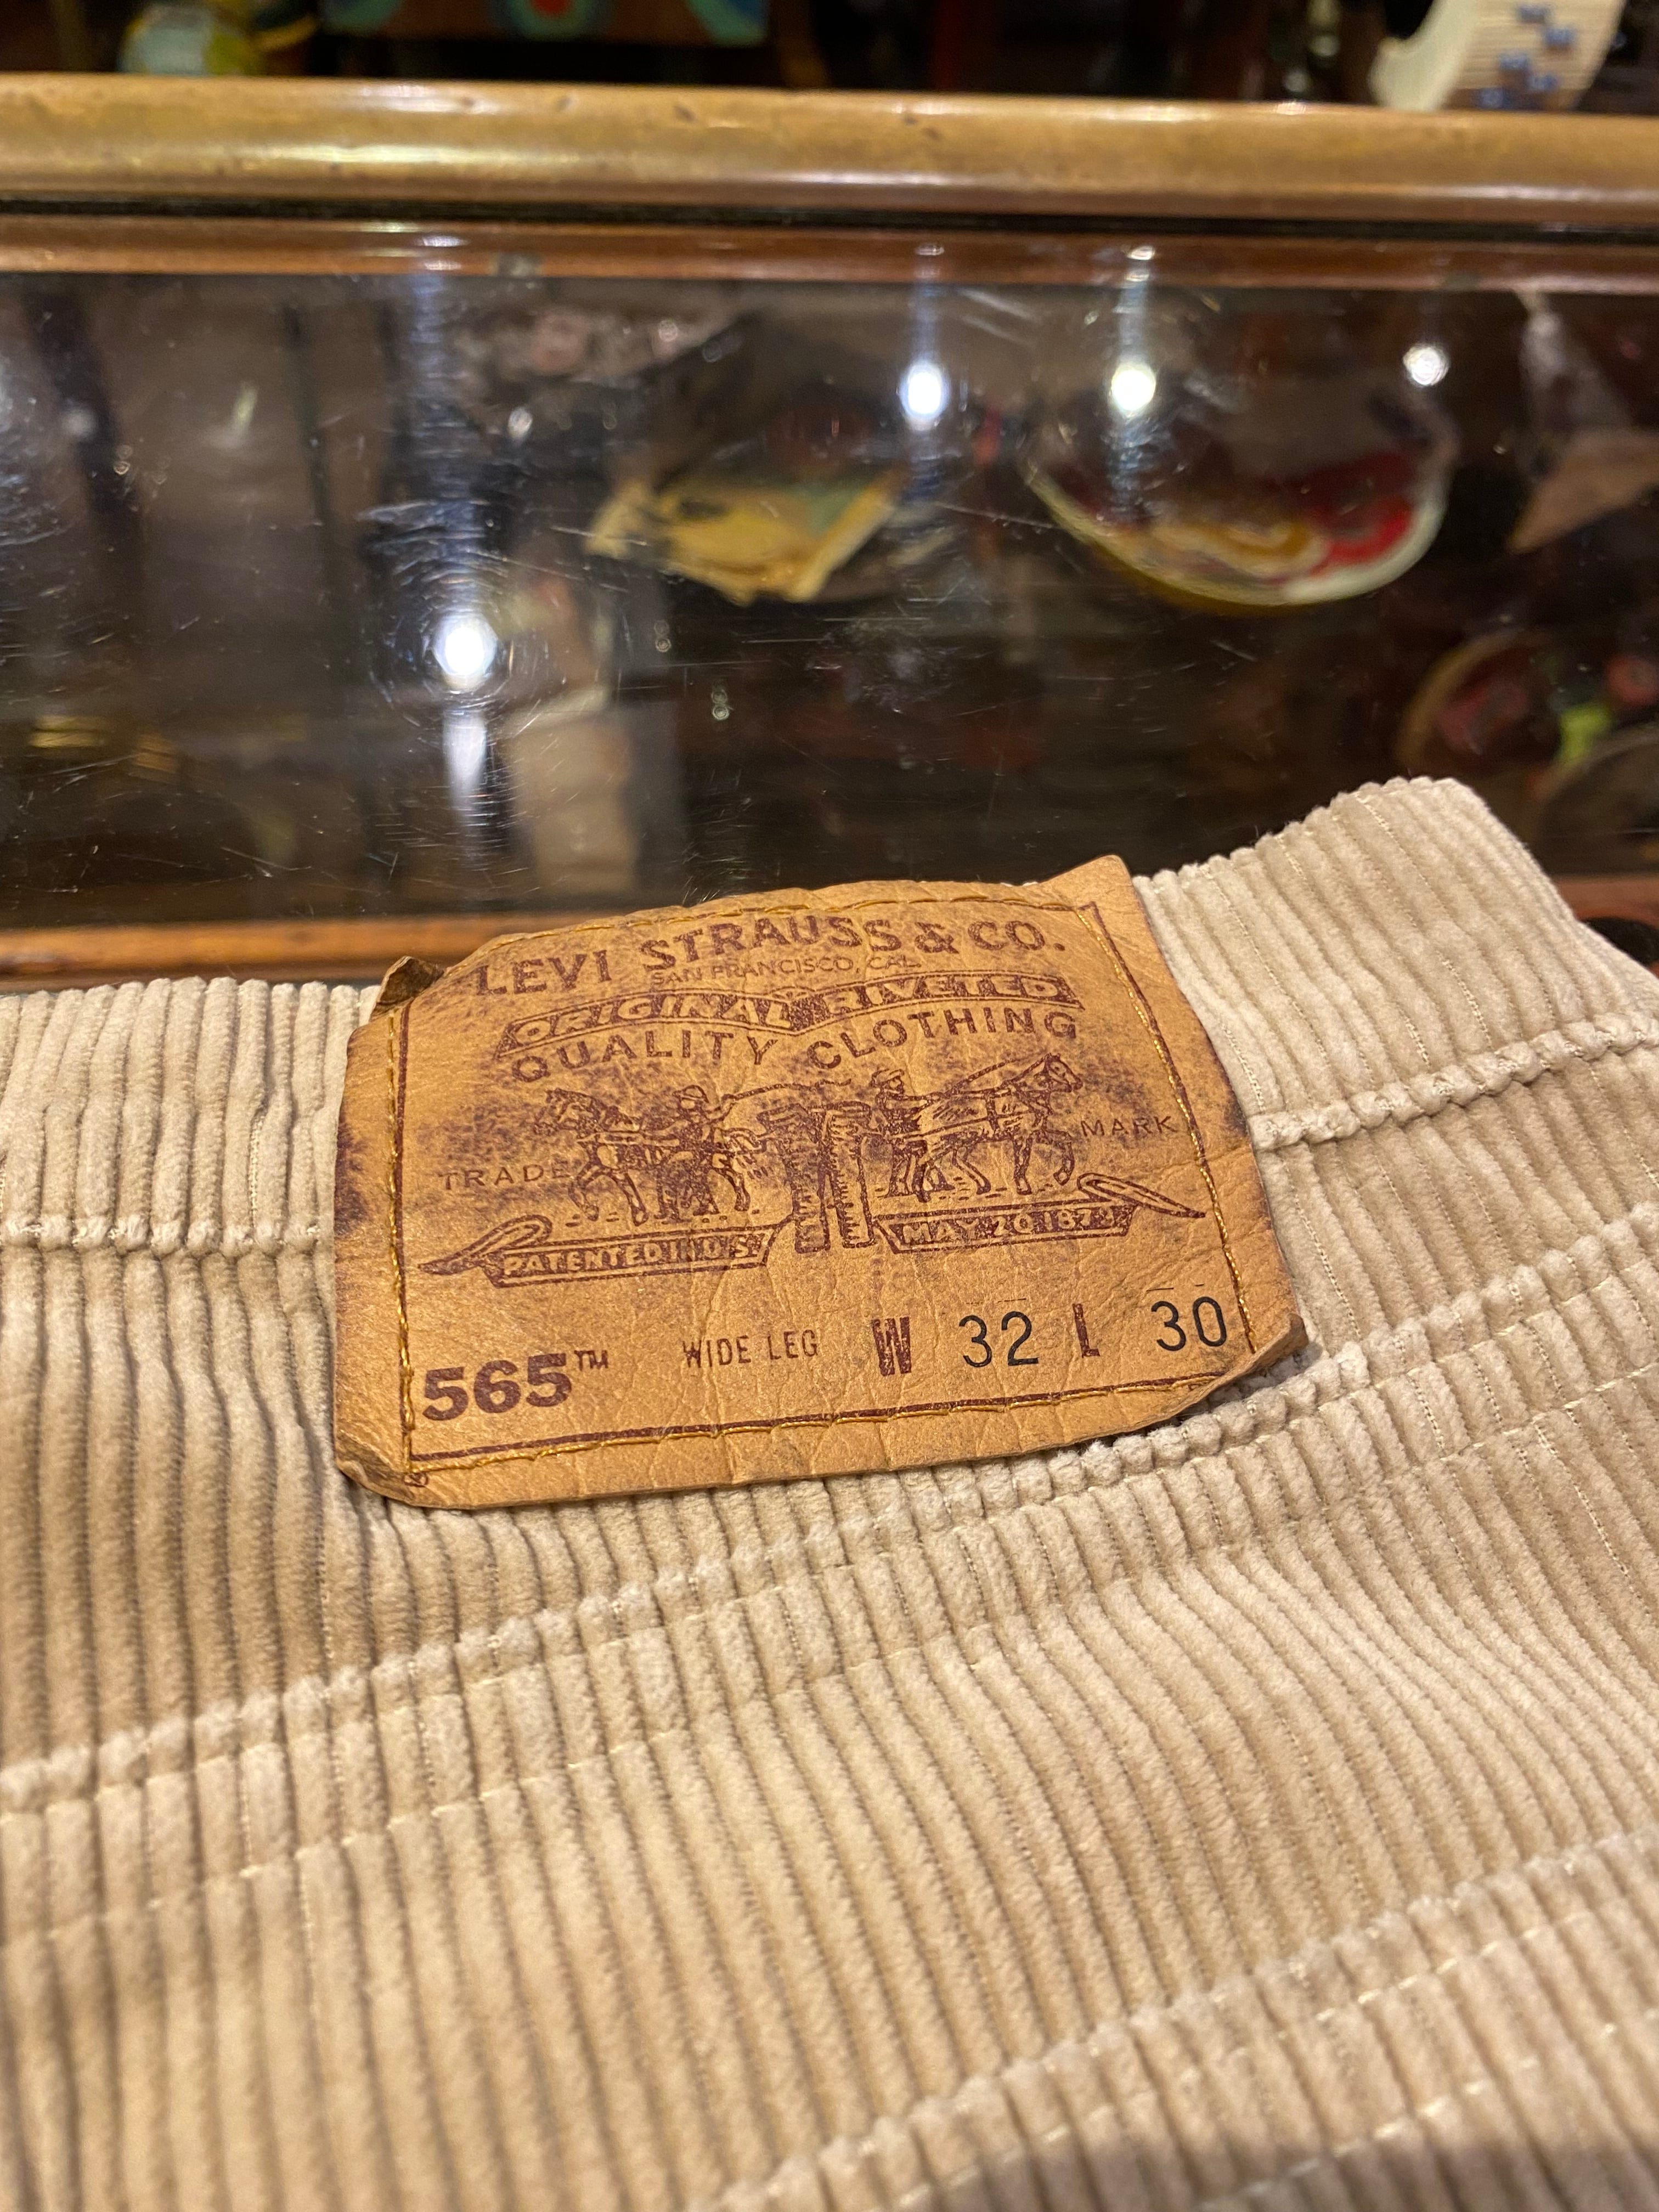 LEVI STRAUSS & CO.
SAN FRANCISCO, CAL.
ORIGINAL RIVETED
QUALITY CLOTHING
TRADE MARK
PATENTED IN U.S. MAY 20 1873
565™ WIDE LEG W 32 L 30